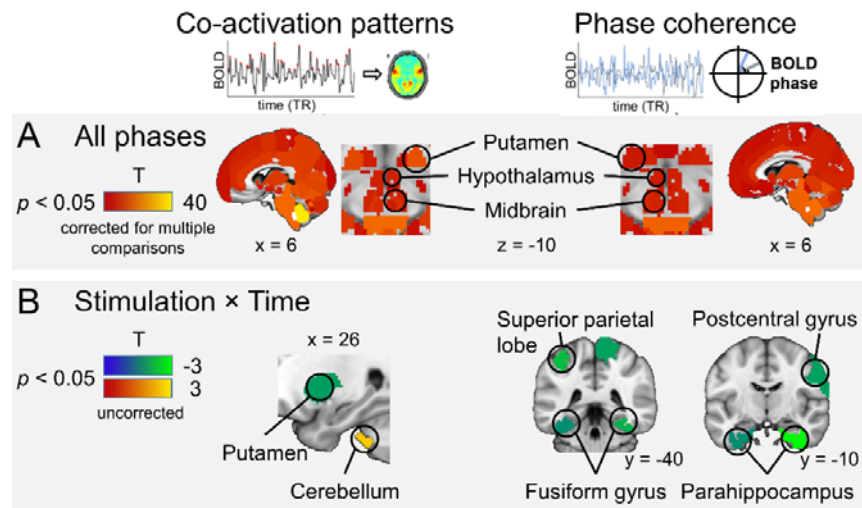 Co-activation patterns
Phase coherence
BOLD
time (TR)
BOLD
time (TR)
BOLD
phase
A All phases
T
p < 0.05
40
corrected for multiple
comparisons
x = 6
Putamen
Hypothalamus
Midbrain
z = -10
x = 6
B Stimulation × Time
T
-3
p < 0.05
3
uncorrected
x = 26
Putamen
Cerebellum
Superior parietal
lobe
Postcentral gyrus
y = -40
y = -10
Fusiform gyrus
Parahippocampus